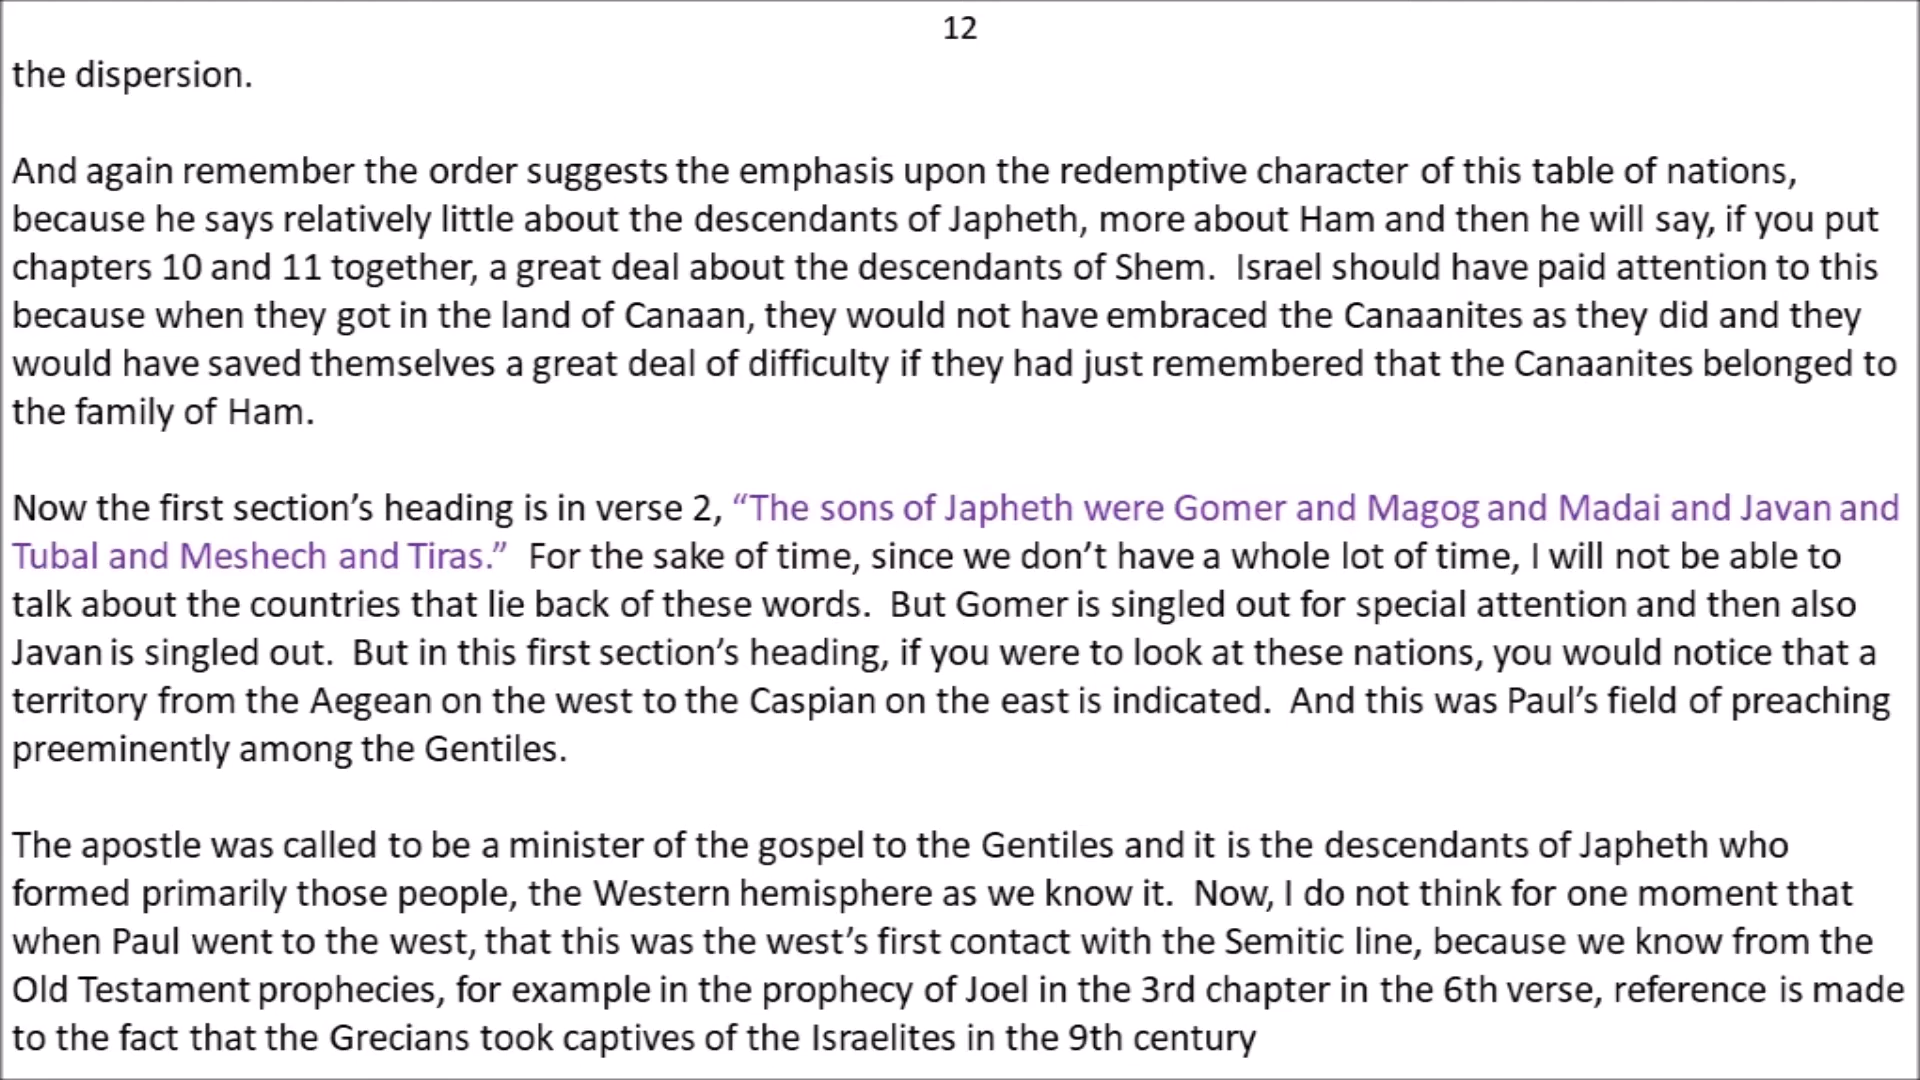 12
the dispersion.
And again remember the order suggests the emphasis upon the redemptive character of this table of nations,
because he says relatively little about the descendants of Japheth, more about Ham and then he will say, if you put
chapters 10 and 11 together, a great deal about the descendants of Shem.  Israel should have paid attention to this
because when they got in the land of Canaan, they would not have embraced the Canaanites as they did and they
would have saved themselves a great deal of difficulty if they had just remembered that the Canaanites belonged to
the family of Ham.
Now the first section’s heading is in verse 2, “The sons of Japheth were Gomer and Magog and Madai and Javan and
Tubal and Meshech and Tiras.”  For the sake of time, since we don’t have a whole lot of time, I will not be able to
talk about the countries that lie back of these words.  But Gomer is singled out for special attention and then also
Javan is singled out.  But in this first section’s heading, if you were to look at these nations, you would notice that a
territory from the Aegean on the west to the Caspian on the east is indicated.  And this was Paul’s field of preaching
preeminently among the Gentiles.
The apostle was called to be a minister of the gospel to the Gentiles and it is the descendants of Japheth who
formed primarily those people, the Western hemisphere as we know it.  Now, I do not think for one moment that
when Paul went to the west, that this was the west’s first contact with the Semitic line, because we know from the
Old Testament prophecies, for example in the prophecy of Joel in the 3rd chapter in the 6th verse, reference is made
to the fact that the Grecians took captives of the Israelites in the 9th century